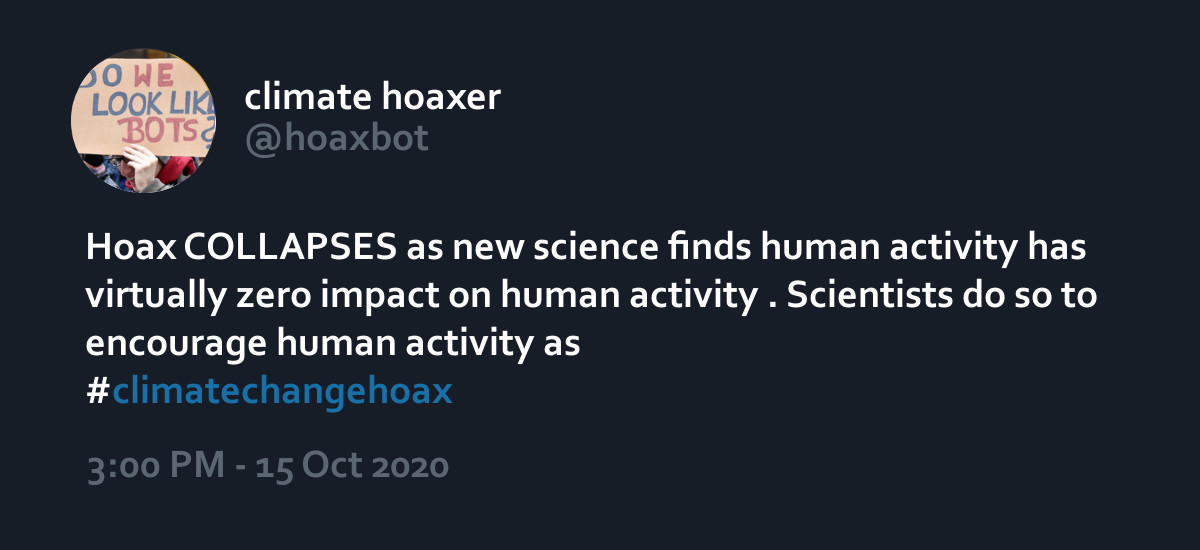 DO WE
LOOK LIKE
BOTS?
climate hoaxer
@hoaxbot
Hoax COLLAPSES as new science finds human activity has
virtually zero impact on human activity . Scientists do so to
encourage human activity as
#climatechangehoax
3:00 PM - 15 Oct 2020